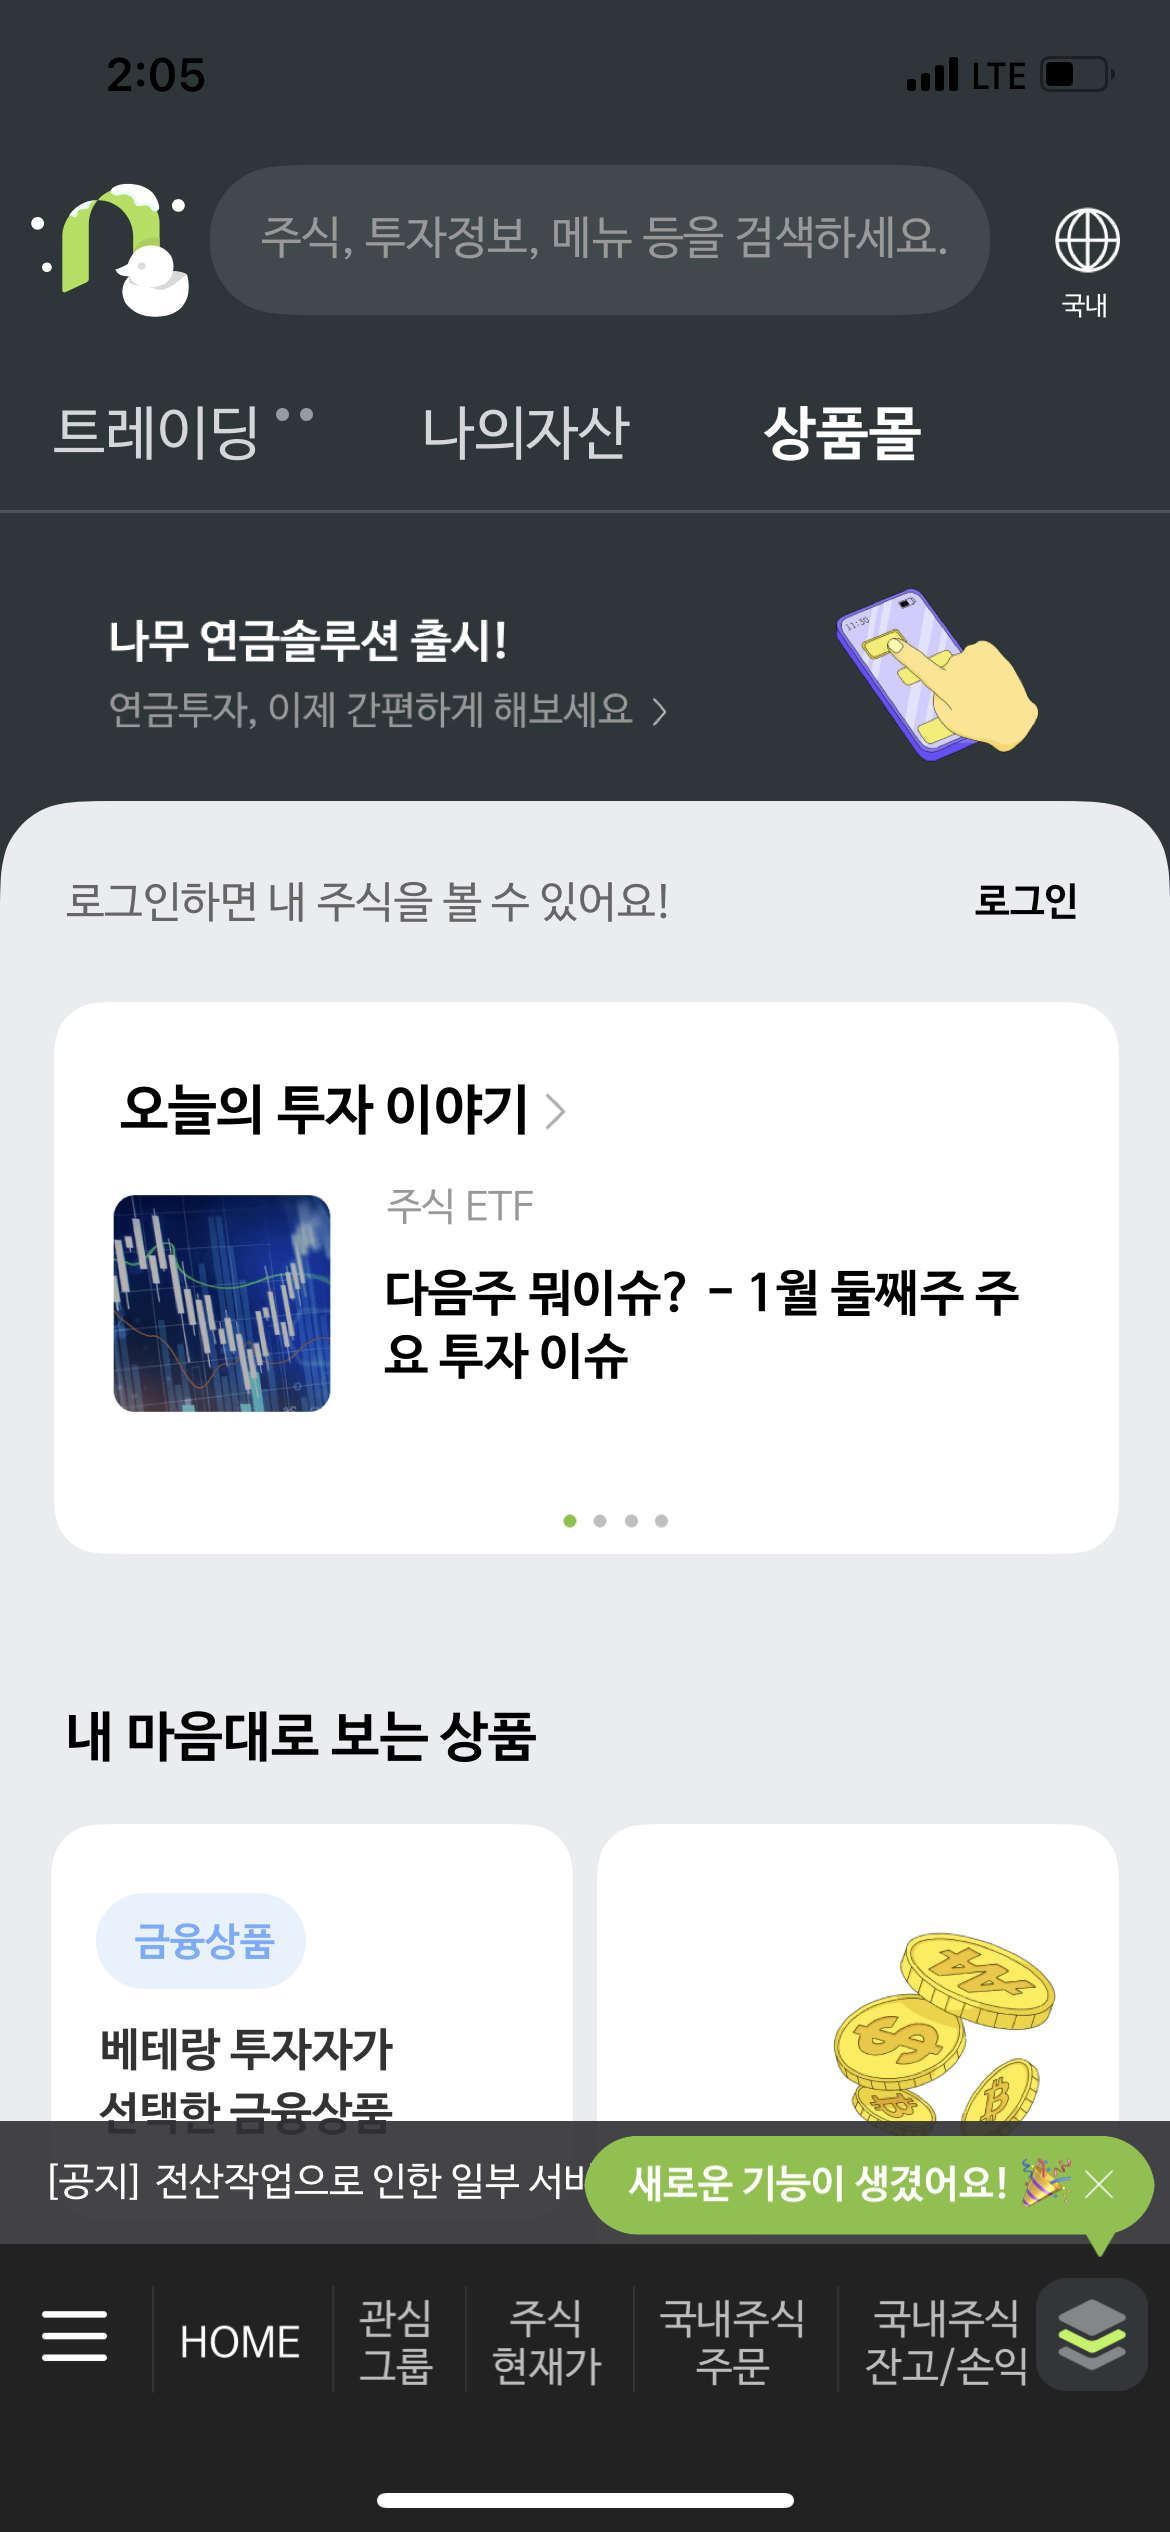 2:05
LTE
주식, 투자정보, 메뉴 등을 검색하세요.
국내
트레이딩
나의자산
상품몰
나무 연금솔루션 출시!
연금투자, 이제 간편하게 해보세요
11:30
로그인하면 내 주식을 볼 수 있어요!
로그인
오늘의 투자 이야기
주식 ETF
다음주 뭐이슈? - 1월 둘째주 주
요 투자 이슈
내 마음대로 보는 상품
금융상품
베테랑 투자자가
선택한 금융상품
[공지] 전산작업으로 인한 일부 서비
새로운 기능이 생겼어요! 🎉
HOME
관심
그룹
주식
현재가
국내주식
주문
국내주식
잔고/손익